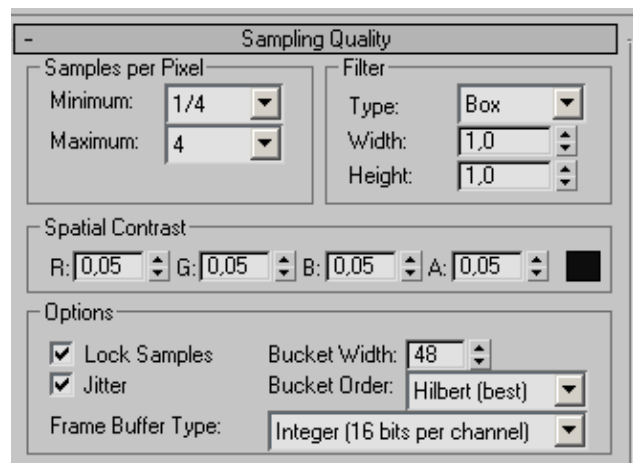 - Sampling Quality
Samples per Pixel
Minimum: 1/4
Maximum: 4
Filter
Type: Box
Width: 1,0
Height: 1,0
Spatial Contrast
R: 0,05 G: 0,05 B: 0,05 A: 0,05
Options
Lock Samples Bucket Width: 48
Jitter Bucket Order: Hilbert (best)
Frame Buffer Type: Integer (16 bits per channel)